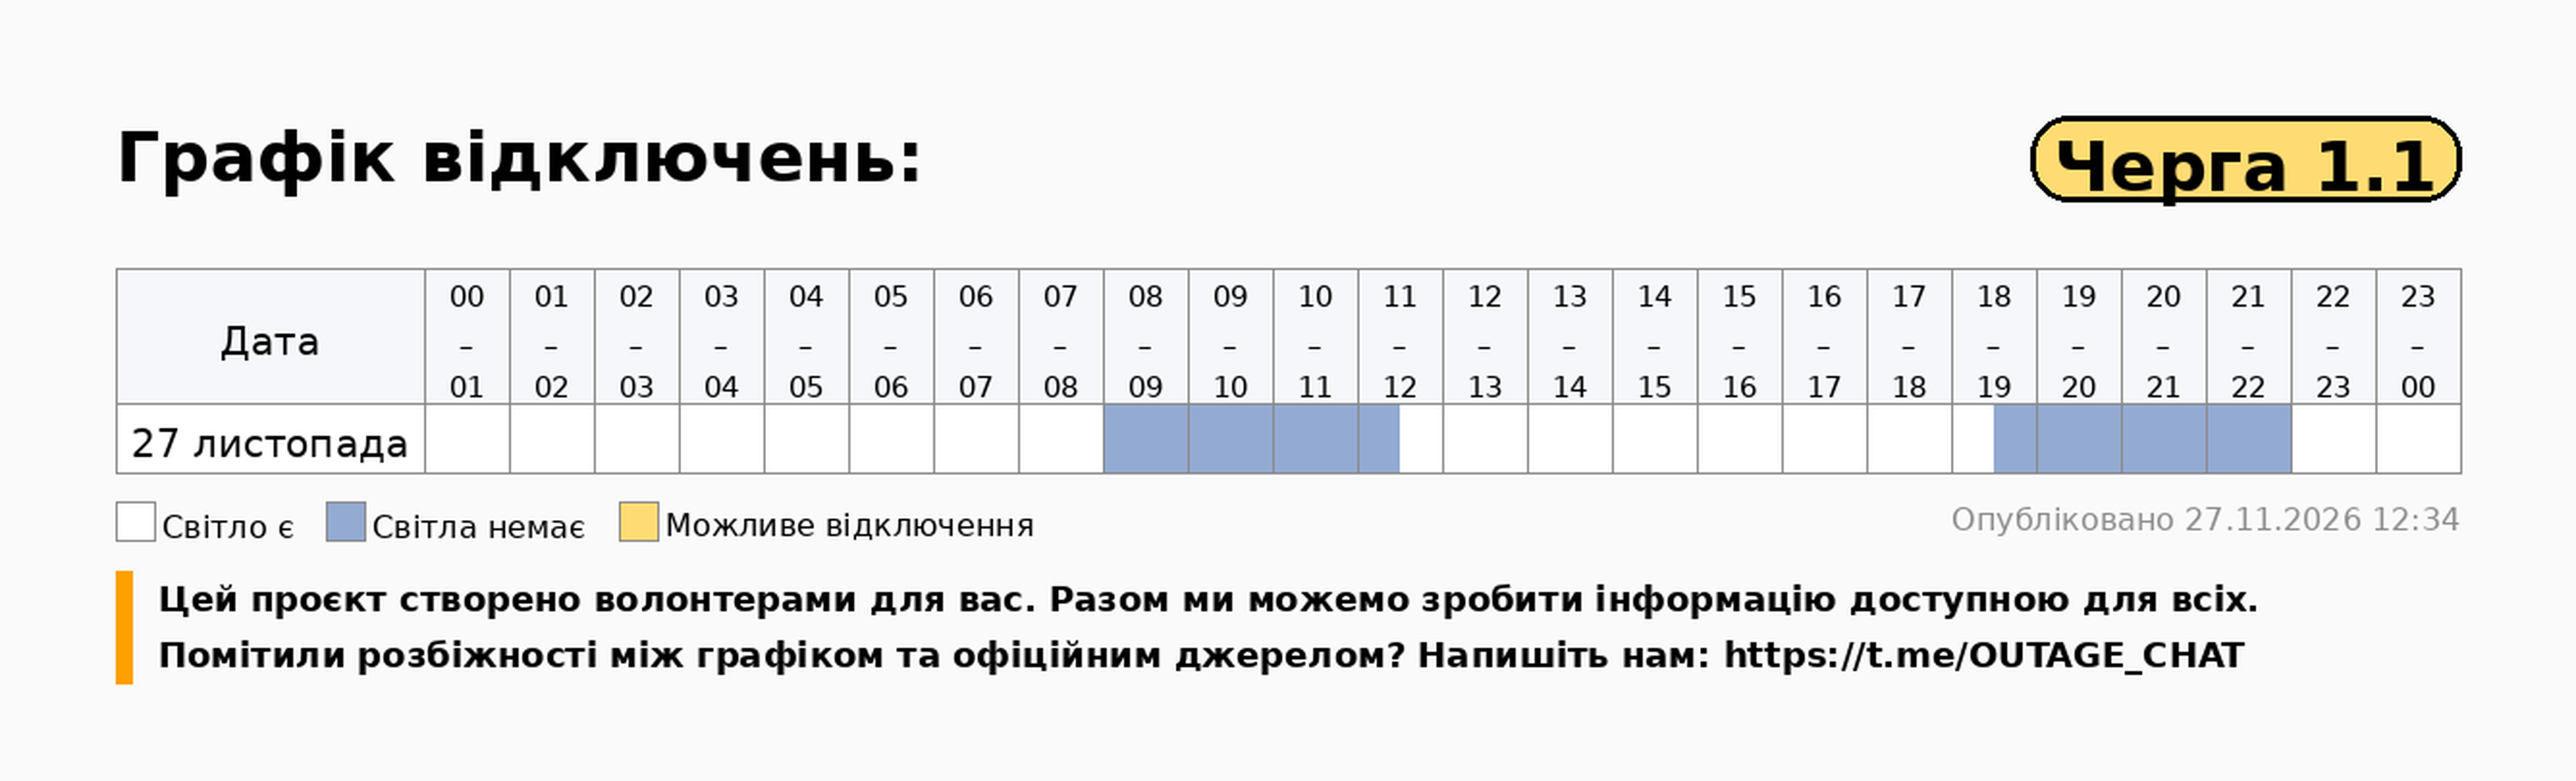 Графік відключень:
Черга 1.1
Дата
00 – 01
01 – 02
02 – 03
03 – 04
04 – 05
05 – 06
06 – 07
07 – 08
08 – 09
09 – 10
10 – 11
11 – 12
12 – 13
13 – 14
14 – 15
15 – 16
16 – 17
17 – 18
18 – 19
19 – 20
20 – 21
21 – 22
22 – 23
23 – 00
27 листопада
Світло є
Світла немає
Можливе відключення
Опубліковано 27.11.2026 12:34
Цей проєкт створено волонтерами для вас. Разом ми можемо зробити інформацію доступною для всіх.
Помітили розбіжності між графіком та офіційним джерелом? Напишіть нам: https://t.me/OUTAGE_CHAT